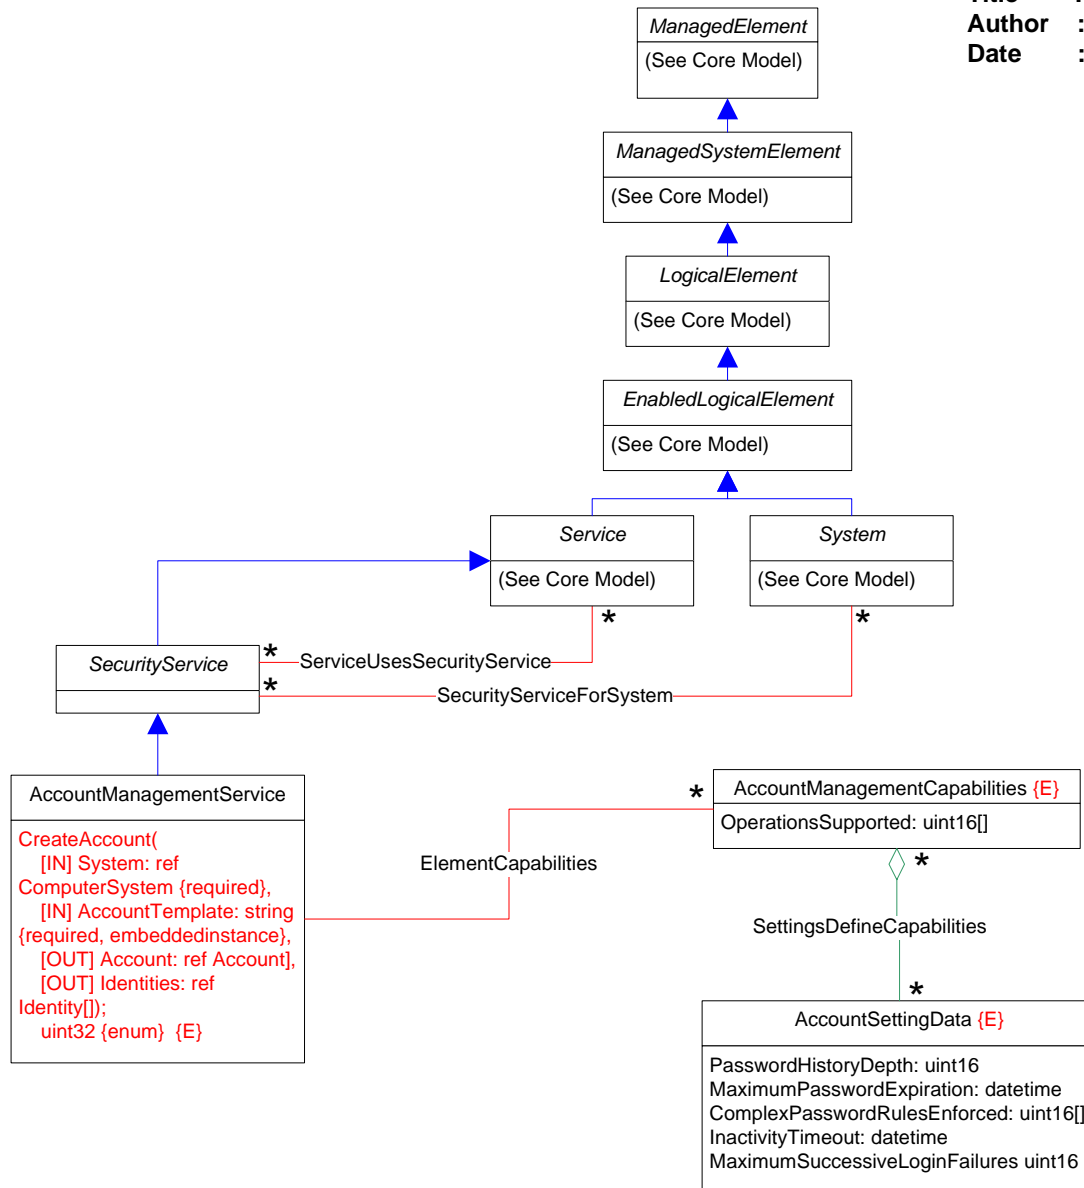 Author :
Date :
ManagedElement
(See Core Model)
ManagedSystemElement
(See Core Model)
LogicalElement
(See Core Model)
EnabledLogicalElement
(See Core Model)
Service
(See Core Model)
System
(See Core Model)
*
*
SecurityService
*
ServiceUsesSecurityService
*
SecurityServiceForSystem
AccountManagementService
CreateAccount(
[IN] System: ref
ComputerSystem {required},
[IN] AccountTemplate: string
{required, embeddedinstance},
[OUT] Account: ref Account],
[OUT] Identities: ref
Identity[]);
uint32 {enum} {E}
ElementCapabilities
*
AccountManagementCapabilities {E}
OperationsSupported: uint16[]
*
SettingsDefineCapabilities
*
AccountSettingData {E}
PasswordHistoryDepth: uint16
MaximumPasswordExpiration: datetime
ComplexPasswordRulesEnforced: uint16[]
InactivityTimeout: datetime
MaximumSuccessiveLoginFailures uint16